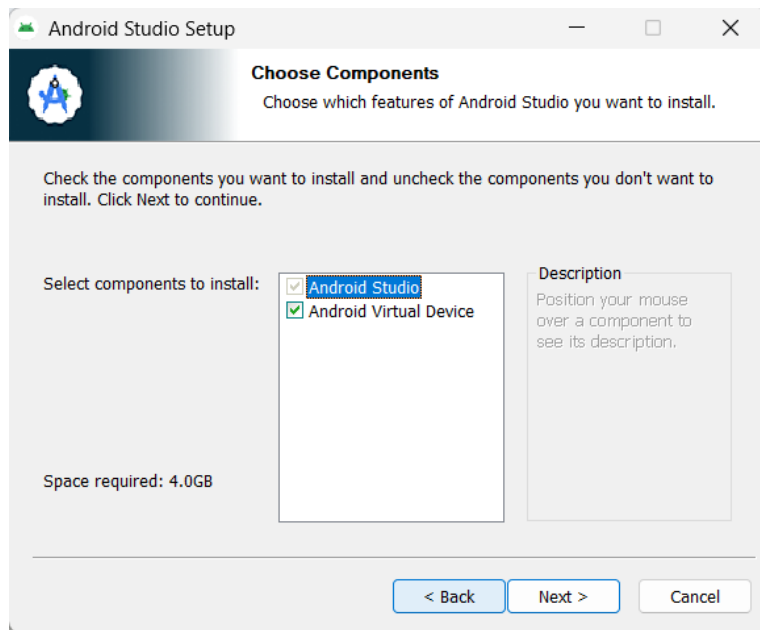 Android Studio Setup
Choose Components
Choose which features of Android Studio you want to install.
Check the components you want to install and uncheck the components you don't want to
install. Click Next to continue.
Select components to install:
Android Studio
Android Virtual Device
Description
Position your mouse
over a component to
see its description.
Space required: 4.0GB
< Back
Next >
Cancel